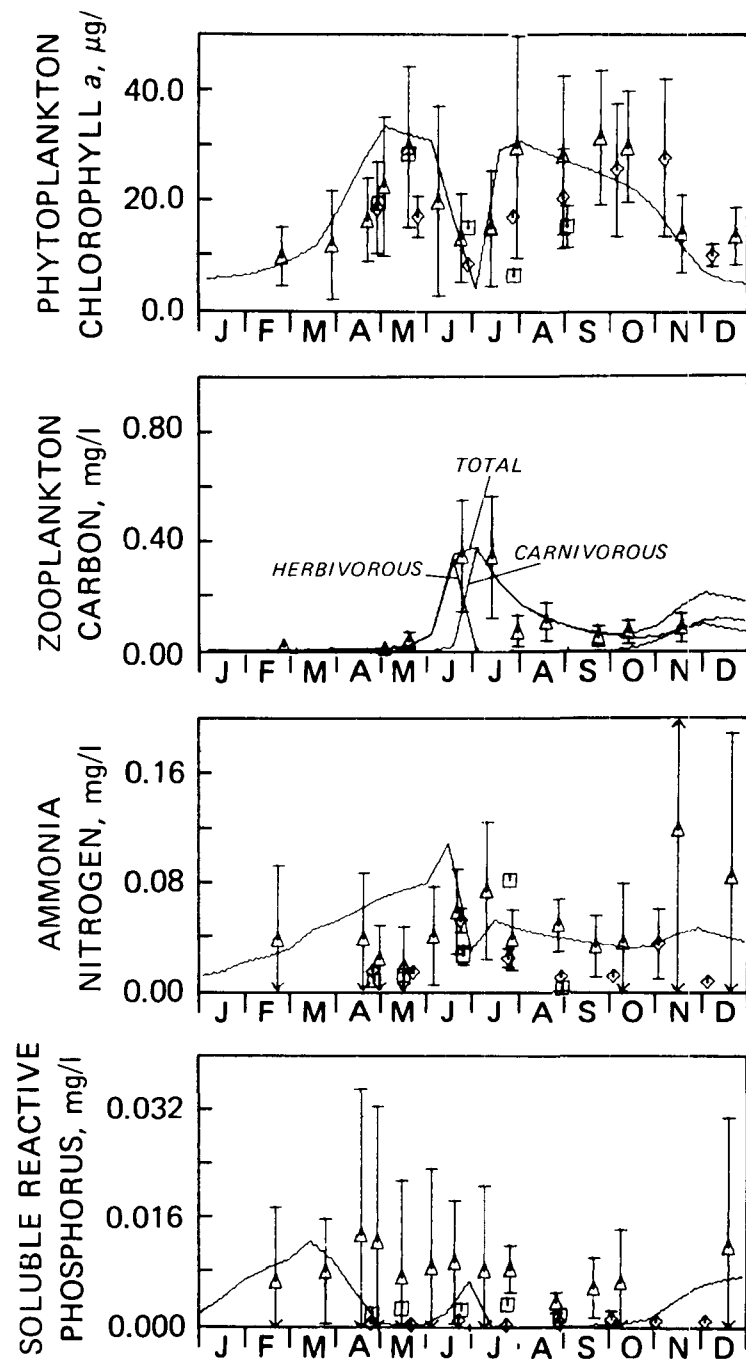 PHYTOPLANKTON
CHLOROPHYLL a, µg/
40.0
20.0
0.0
J F M A M J J A S O N D
ZOOPLANKTON
CARBON, mg/l
0.80
0.40
0.00
TOTAL
HERBIVOROUS
CARNIVOROUS
J F M A M J J A S O N D
AMMONIA
NITROGEN, mg/l
0.16
0.08
0.00
J F M A M J J A S O N D
SOLUBLE REACTIVE
PHOSPHORUS, mg/l
0.032
0.016
0.000
J F M A M J J A S O N D